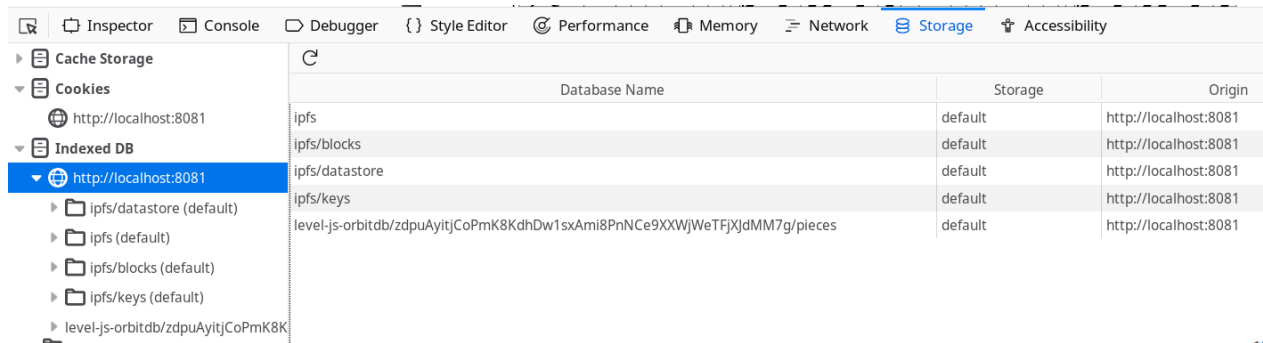 Inspector Console Debugger Style Editor Performance Memory Network Storage Accessibility
Cache Storage
Cookies
http://localhost:8081
Indexed DB
http://localhost:8081
ipfs/datastore (default)
ipfs (default)
ipfs/blocks (default)
ipfs/keys (default)
level-js-orbitdb/zdpuAyitjCoPmK8K
Database Name Storage Origin
ipfs default http://localhost:8081
ipfs/blocks default http://localhost:8081
ipfs/datastore default http://localhost:8081
ipfs/keys default http://localhost:8081
level-js-orbitdb/zdpuAyitjCoPmK8KdhDw1sxAmi8PnNCe9XXWjWeTFjXJdMM7g/pieces default http://localhost:8081